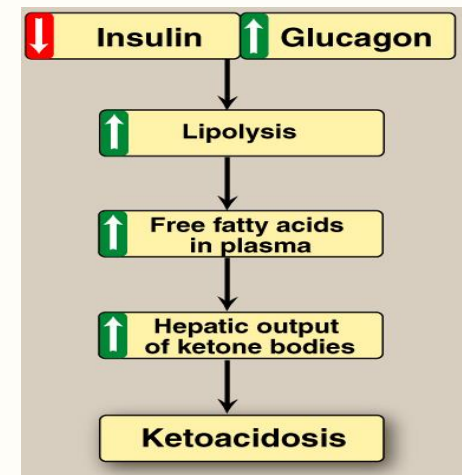 Insulin
Glucagon
Lipolysis
Free fatty acids
in plasma
Hepatic output
of ketone bodies
Ketoacidosis